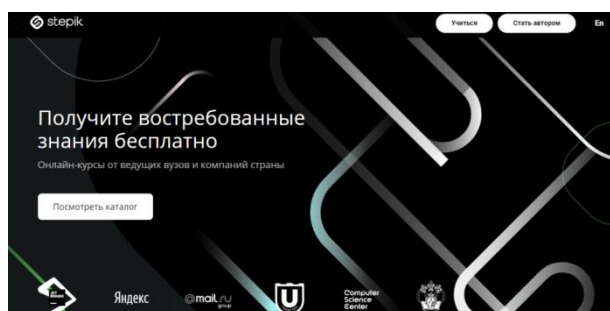 stepik
Учиться
Стать автором
En
Получите востребованные
знания бесплатно
Онлайн-курсы от ведущих вузов и компаний страны
Посмотреть каталог
Яндекс
@mail.ru
group
Computer
Science
Center